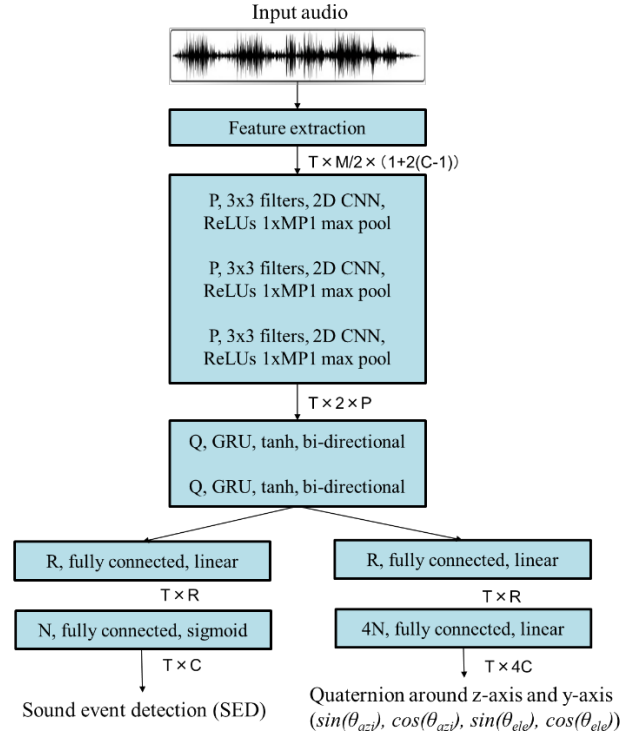 Input audio
Feature extraction
T×M/2×(1+2(C-1)
P, 3x3 filters, 2D CNN,
ReLUs 1xMP1 max pool
P, 3x3 filters, 2D CNN,
ReLUs 1xMP1 max pool
P, 3x3 filters, 2D CNN,
ReLUs 1xMP1 max pool
T×2×P
Q, GRU, tanh, bi-directional
Q, GRU, tanh, bi-directional
R, fully connected, linear
T×R
N, fully connected, sigmoid
T×C
Sound event detection (SED)
R, fully connected, linear
T×R
4N, fully connected, linear
T×4C
Quaternion around z-axis and y-axis
(sin(θazi), cos(θazi), sin(θele), cos(θele))